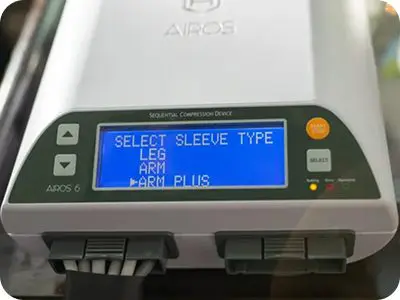 AIROS
SEQUENTIAL COMPRESSION DEVICE
SELECT SLEEVE TYPE
LEG
ARM
▶ARM PLUS
SELECT
AIROS 6